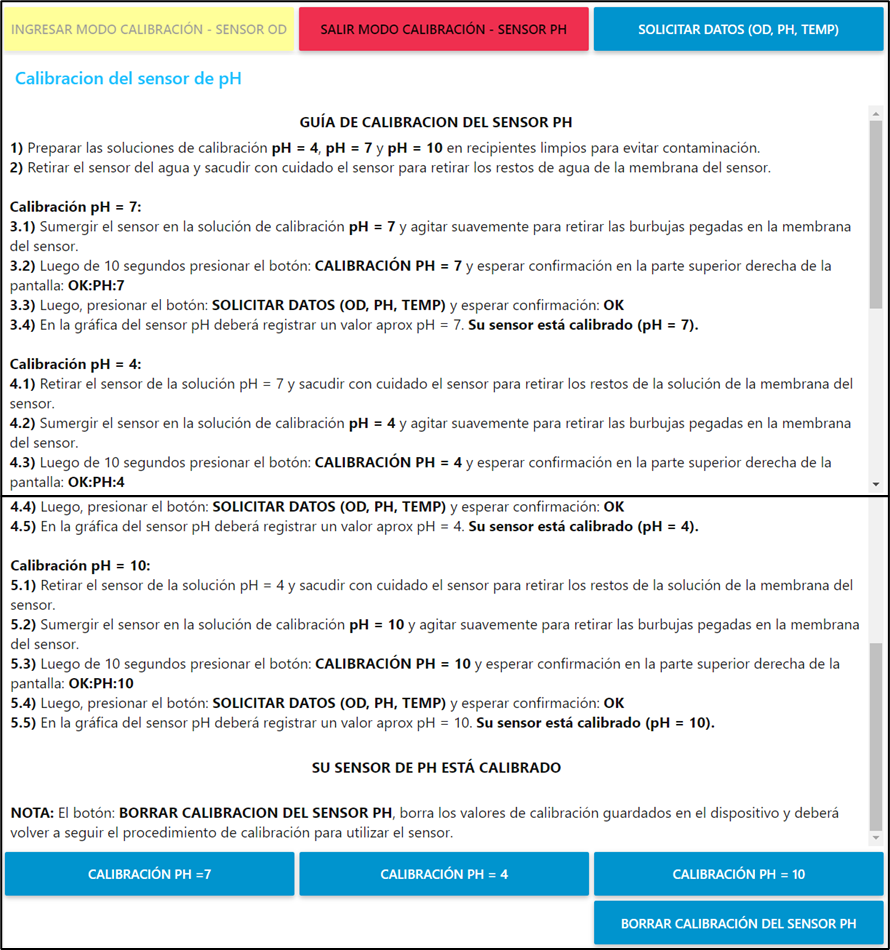 INGRESAR MODO CALIBRACIÓN - SENSOR OD
SALIR MODO CALIBRACIÓN - SENSOR PH
SOLICITAR DATOS (OD, PH, TEMP)
Calibracion del sensor de pH
GUÍA DE CALIBRACION DEL SENSOR PH
1) Preparar las soluciones de calibración pH = 4, pH = 7 y pH = 10 en recipientes limpios para evitar contaminación.
2) Retirar el sensor del agua y sacudir con cuidado el sensor para retirar los restos de agua de la membrana del sensor.
Calibración pH = 7:
3.1) Sumergir el sensor en la solución de calibración pH = 7 y agitar suavemente para retirar las burbujas pegadas en la membrana
del sensor.
3.2) Luego de 10 segundos presionar el botón: CALIBRACIÓN PH = 7 y esperar confirmación en la parte superior derecha de la
pantalla: OK:PH:7
3.3) Luego, presionar el botón: SOLICITAR DATOS (OD, PH, TEMP) y esperar confirmación: OK
3.4) En la gráfica del sensor pH deberá registrar un valor aprox pH = 7. Su sensor está calibrado (pH = 7).
Calibración pH = 4:
4.1) Retirar el sensor de la solución pH = 7 y sacudir con cuidado el sensor para retirar los restos de la solución de la membrana del
sensor.
4.2) Sumergir el sensor en la solución de calibración pH = 4 y agitar suavemente para retirar las burbujas pegadas en la membrana
del sensor.
4.3) Luego de 10 segundos presionar el botón: CALIBRACIÓN PH = 4 y esperar confirmación en la parte superior derecha de la
pantalla: OK:PH:4
4.4) Luego, presionar el botón: SOLICITAR DATOS (OD, PH, TEMP) y esperar confirmación: OK
4.5) En la gráfica del sensor pH deberá registrar un valor aprox pH = 4. Su sensor está calibrado (pH = 4).
Calibración pH = 10:
5.1) Retirar el sensor de la solución pH = 4 y sacudir con cuidado el sensor para retirar los restos de la solución de la membrana del
sensor.
5.2) Sumergir el sensor en la solución de calibración pH = 10 y agitar suavemente para retirar las burbujas pegadas en la membrana
del sensor.
5.3) Luego de 10 segundos presionar el botón: CALIBRACIÓN PH = 10 y esperar confirmación en la parte superior derecha de la
pantalla: OK:PH:10
5.4) Luego, presionar el botón: SOLICITAR DATOS (OD, PH, TEMP) y esperar confirmación: OK
5.5) En la gráfica del sensor pH deberá registrar un valor aprox pH = 10. Su sensor está calibrado (pH = 10).
SU SENSOR DE PH ESTÁ CALIBRADO
NOTA: El botón: BORRAR CALIBRACION DEL SENSOR PH, borra los valores de calibración guardados en el dispositivo y deberá
volver a seguir el procedimiento de calibración para utilizar el sensor.
CALIBRACIÓN PH =7
CALIBRACIÓN PH = 4
CALIBRACIÓN PH = 10
BORRAR CALIBRACIÓN DEL SENSOR PH